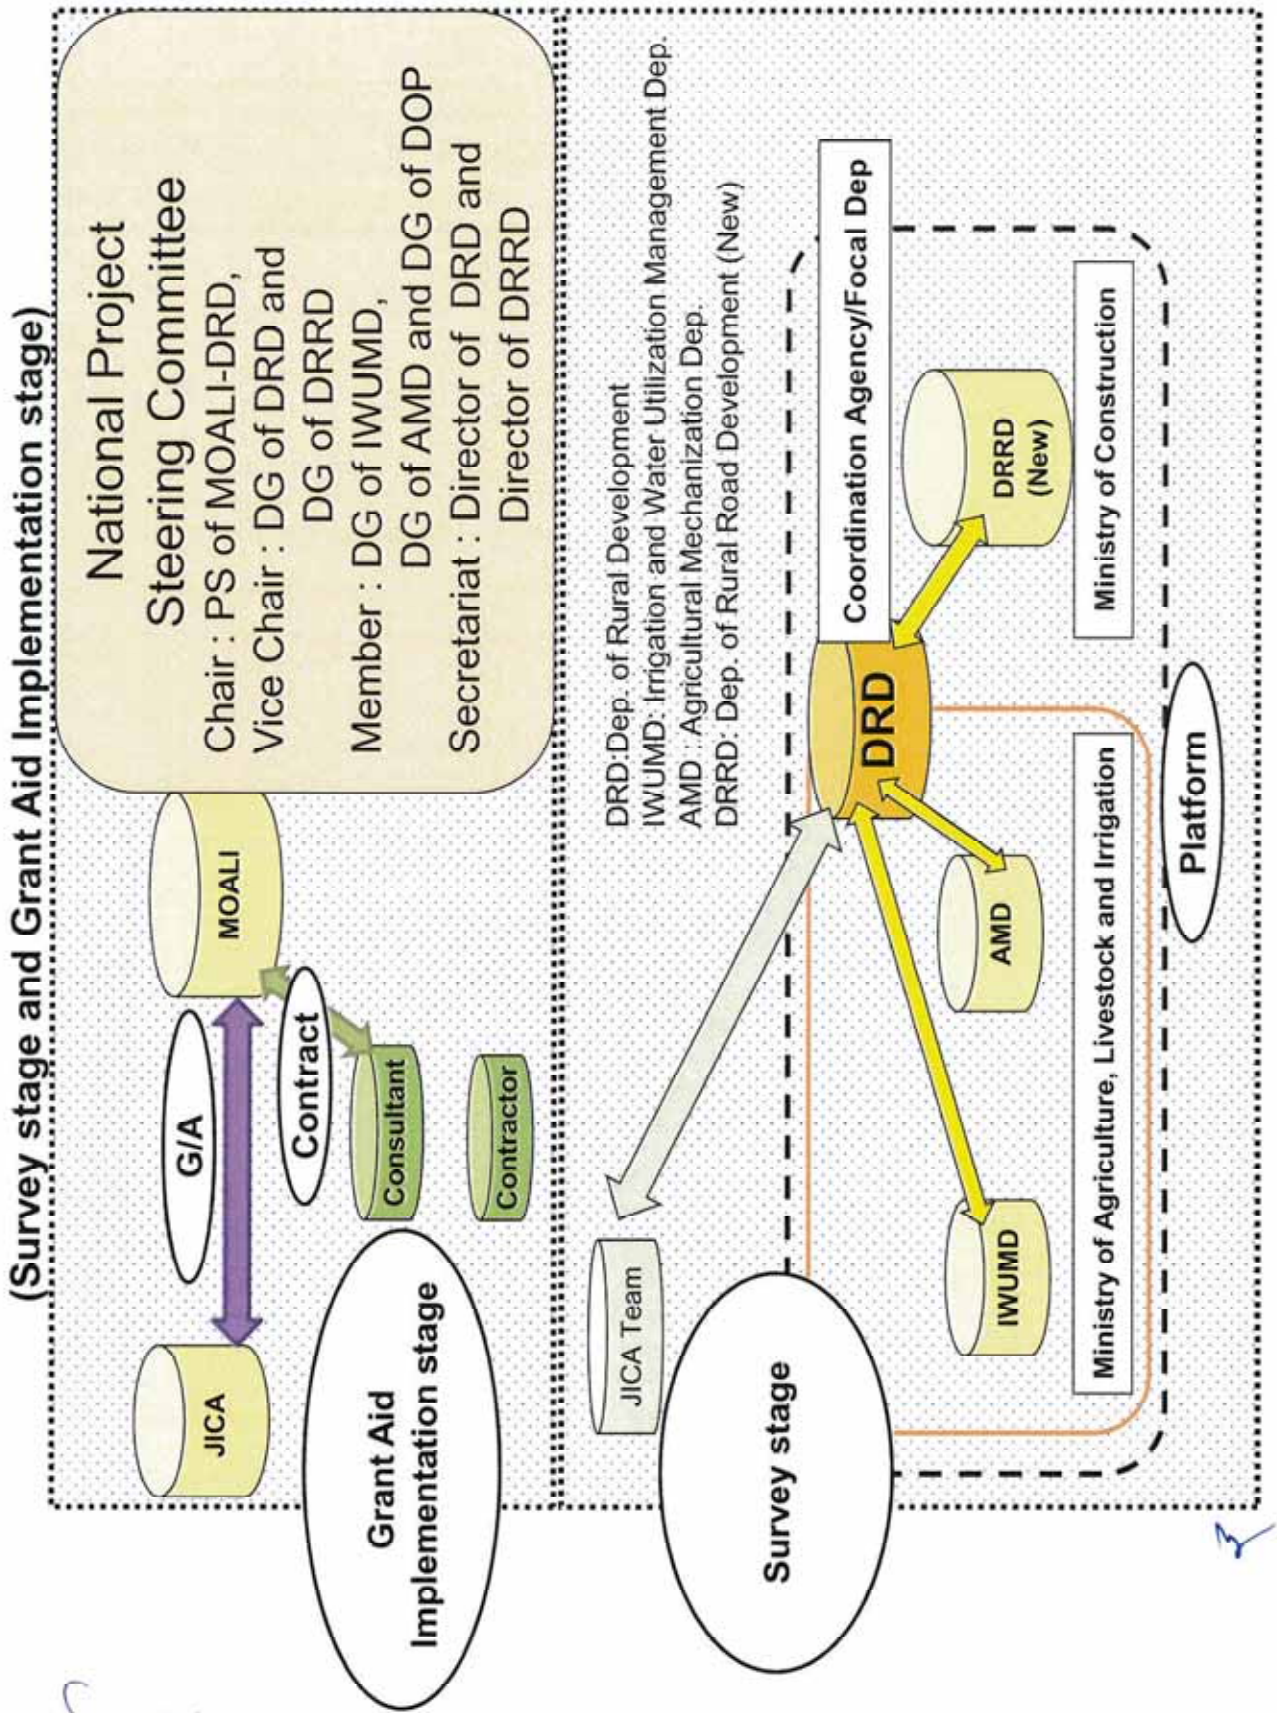 (Survey stage and Grant Aid Implementation stage)
JICA
G/A
MOALI
Contract
Consultant
Contractor
Grant Aid
Implementation stage
National Project
Steering Committee
Chair : PS of MOALI-DRD,
Vice Chair : DG of DRD and
DG of DRRD
Member : DG of IWUMD,
DG of AMD and DG of DOP
Secretariat : Director of DRD and
Director of DRRD
JICA Team
Survey stage
DRD:Dep. of Rural Development
IWUMD: Irrigation and Water Utilization Management Dep.
AMD : Agricultural Mechanization Dep.
DRRD: Dep. of Rural Road Development (New)
DRD
Coordination Agency/Focal Dep
IWUMD
AMD
DRRD
(New)
Ministry of Agriculture, Livestock and Irrigation
Ministry of Construction
Platform